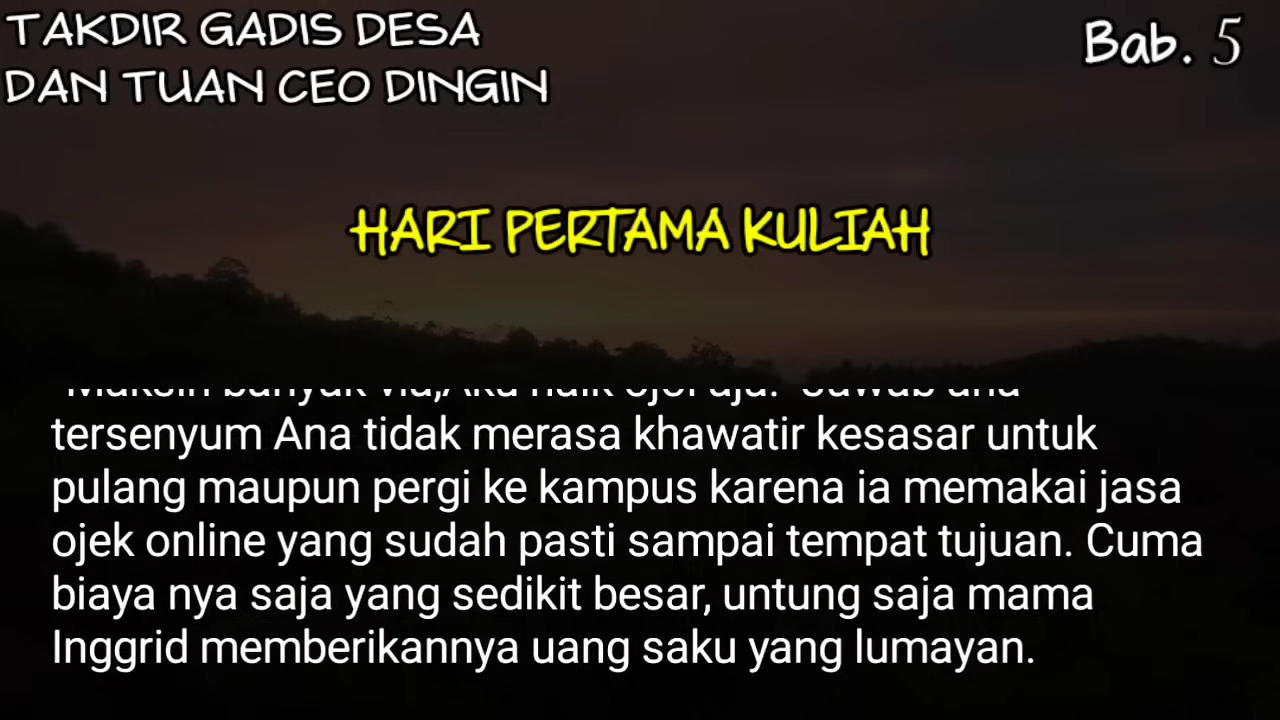 TAKDIR GADIS DESA
DAN TUAN CEO DINGIN
Bab. 5
HARI PERTAMA KULIAH
banyak
tersenyum Ana tidak merasa khawatir kesasar untuk
pulang maupun pergi ke kampus karena ia memakai jasa
ojek online yang sudah pasti sampai tempat tujuan. Cuma
biaya nya saja yang sedikit besar, untung saja mama
Inggrid memberikannya uang saku yang lumayan.